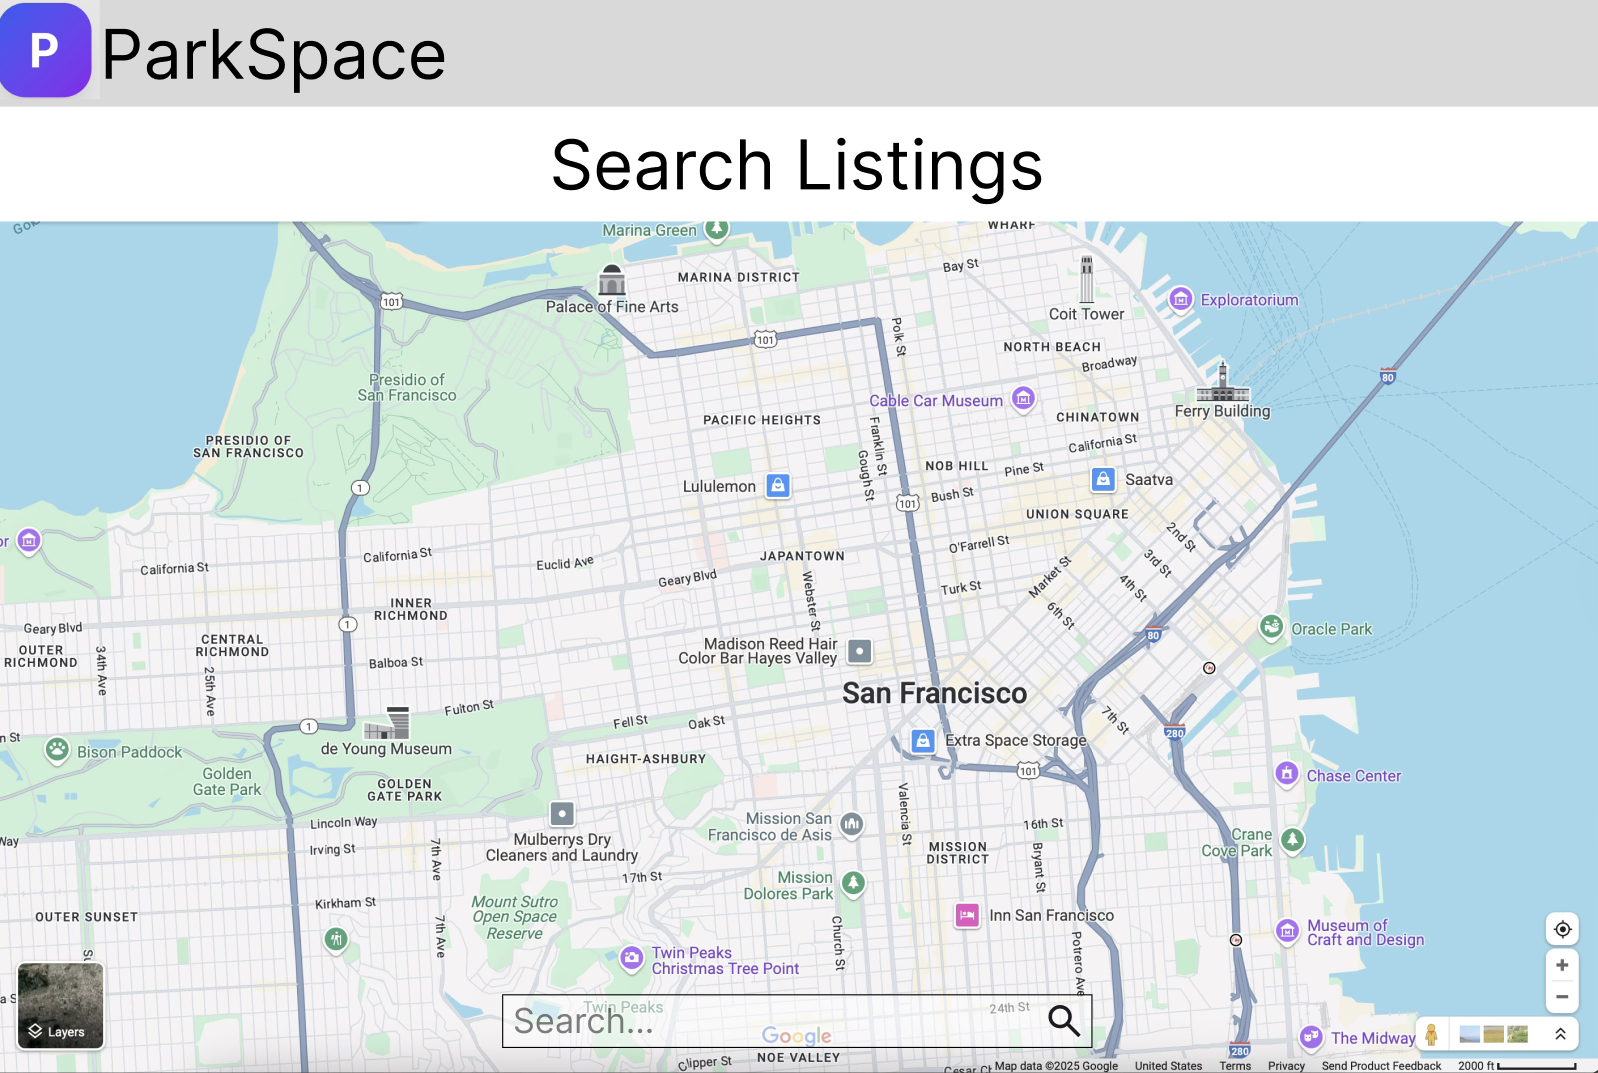 P ParkSpace
Search Listings
WHARF
Marina Green
MARINA DISTRICT
Bay St
101
Palace of Fine Arts
Exploratorium
Coit Tower
101
Polk St
NORTH BEACH
Broadway
80
Presidio of
San Francisco
Cable Car Museum
Ferry Building
PACIFIC HEIGHTS
CHINATOWN
Franklin St
California St
PRESIDIO OF
SAN FRANCISCO
Gough St
NOB HILL
Pine St
Lululemon
Saatva
1
Bush St
101
UNION SQUARE
2nd St
California St
California St
Euclid Ave
JAPANTOWN
O'Farrell St
3rd St
Geary Blvd
Market St
4th St
Webster St
Turk St
INNER
RICHMOND
6th St
1
Geary Blvd
CENTRAL
RICHMOND
80
Oracle Park
OUTER
RICHMOND
34th Ave
25th Ave
Balboa St
Madison Reed Hair
Color Bar Hayes Valley
San Francisco
Fulton St
Fell St
Oak St
7th St
1
280
n St
Bison Paddock
de Young Museum
Extra Space Storage
HAIGHT-ASHBURY
101
Golden
Gate Park
GOLDEN
GATE PARK
Chase Center
Valencia St
Lincoln Way
Mission San
Francisco de Asis
16th St
Way
Irving St
7th Ave
Mulberrys Dry
Cleaners and Laundry
MISSION
DISTRICT
Bryant St
Crane
Cove Park
17th St
Mission
Dolores Park
Kirkham St
Mount Sutro
Open Space
Reserve
OUTER SUNSET
7th Ave
Church St
Inn San Francisco
Potrero Ave
Museum of
Craft and Design
Twin Peaks
Christmas Tree Point
Twin Peaks
24th St
Search...
Layers
Google
The Midway
NOE VALLEY
Clipper St
280
Map data ©2025 Google United States Terms Privacy Send Product Feedback 2000 ft